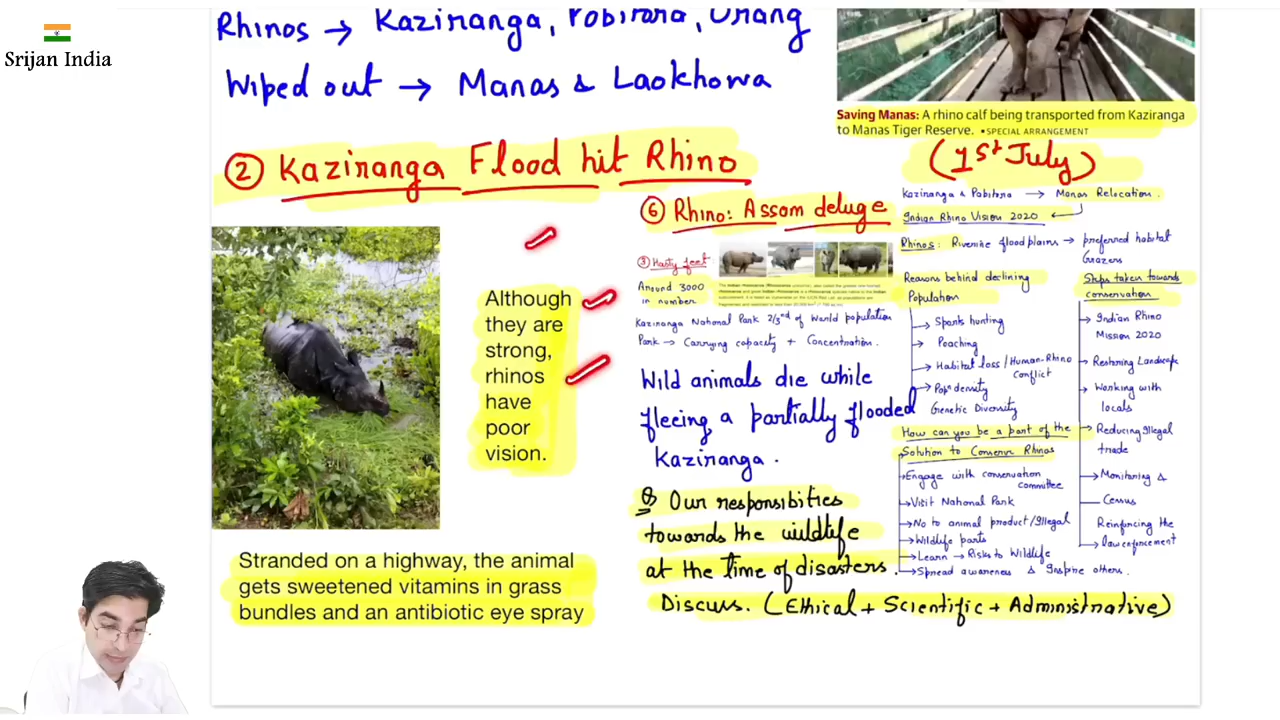 Srijan India
Rhinos → Kaziranga, Pobitara, Orang
Wiped out → Manas & Laokhowa
Saving Manas: A rhino calf being transported from Kaziranga
to Manas Tiger Reserve. • SPECIAL ARRANGEMENT
② Kaziranga Flood hit Rhino
(1st July)
Although
they are
strong,
rhinos
have
poor
vision.
Stranded on a highway, the animal
gets sweetened vitamins in grass
bundles and an antibiotic eye spray
⑥ Rhino: Assom deluge
③ Hasty feet
Around 3000
in number
Kaziranga National Park 2/3rd of World population
Park → Carrying capacity + Concentration.
Wild animals die while
fleeing a partially flooded
Kaziranga.
Q Our responsibities
towards the wildlife
at the time of disasters.
Discuss. (Ethical + Scientific + Administrative)
Kaziranga & Pobitora → Manas Relocation.
Indian Rhino Vision 2020
Rhinos: Riverine floodplains → preferred habitat
Grazers
Reasons behind declining
Population
→ Sports hunting
→ Poaching
→ Habitat loss / Human-Rhino
conflict
→ Popn density
Genetic Diversity
Steps taken towards
conservation
→ Indian Rhino
Mission 2020
→ Restoring Landscape
→ Working with
locals
→ Reducing Illegal
trade
→ Monitoring &
Census
Reinforcing the
→ law enforcement
How can you be a part of the
Solution to Conserve Rhinos
→ Engage with conservation
committee
→ Visit National Park
→ No to animal product/Illegal
→ Wildlife parts
→ Learn → Risks to Wildlife
→ Spread awareness & Inspire others.